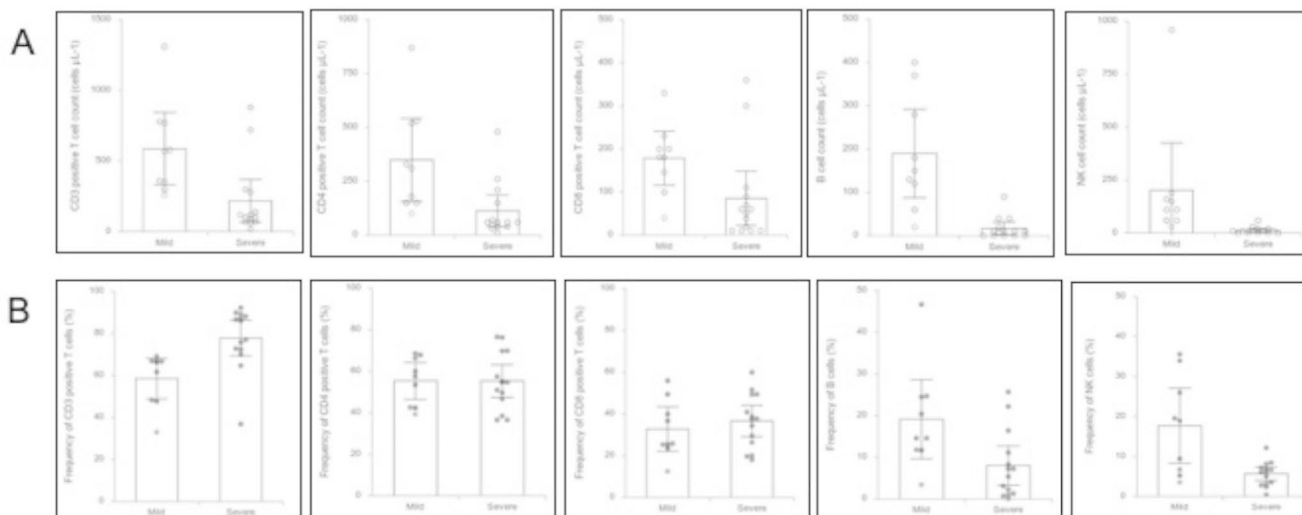 A
CD3 positive T cell count (cells µL-1)
1500
1000
500
0
Mild Severe
CD4 positive T cell count (cells µL-1)
1000
750
500
250
0
Mild Severe
CD8 positive T cell count (cells µL-1)
500
400
300
200
100
0
Mild Severe
B cell count (cells µL-1)
500
400
300
200
100
0
Mild Severe
NK cell count (cells µL-1)
1000
750
500
250
0
Mild Severe
B
Frequency of CD3 positive T cells (%)
100
80
60
40
20
0
Mild Severe
Frequency of CD4 positive T cells (%)
100
80
60
40
20
0
Mild Severe
Frequency of CD8 positive T cells (%)
100
80
60
40
20
0
Mild Severe
Frequency of B cells (%)
50
40
30
20
10
0
Mild Severe
Frequency of NK cells (%)
50
40
30
20
10
0
Mild Severe